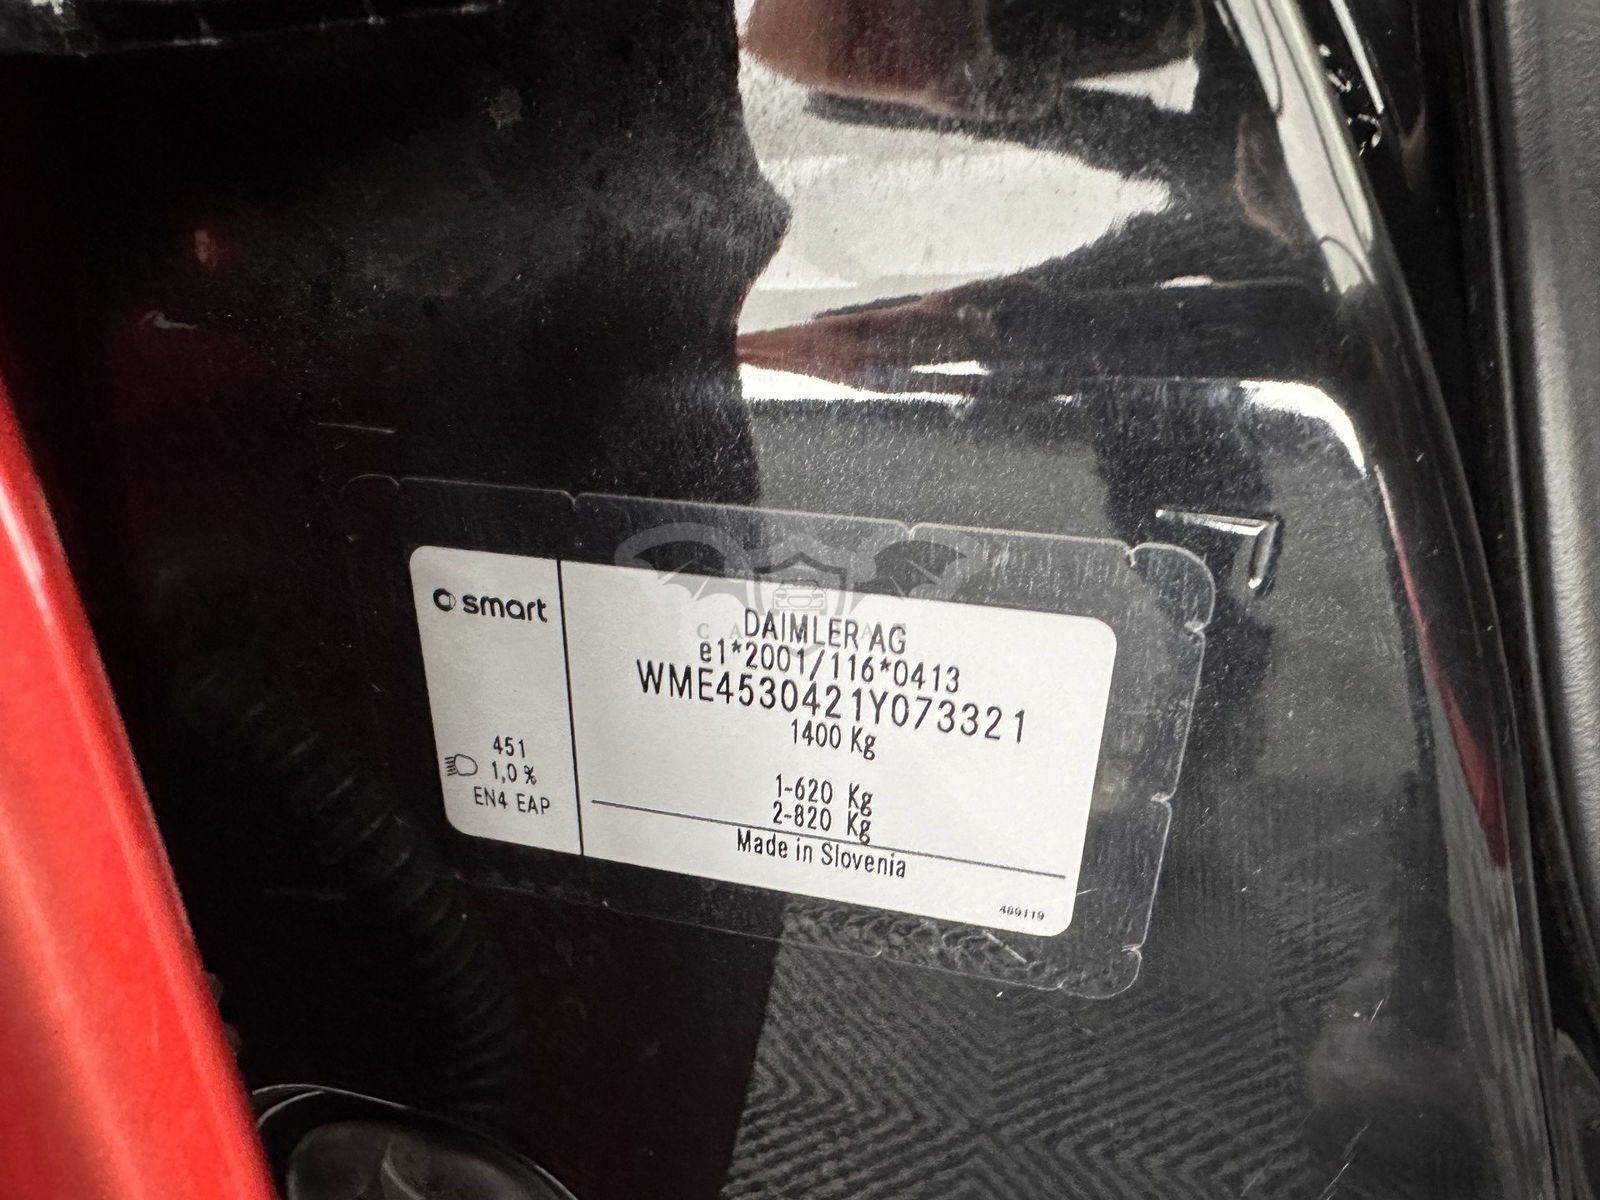 smart
451
1,0 %
EN4 EAP
DAIMLER AG
e1*2001/116*0413
WME4530421Y073321
1400 Kg
1-620 Kg
2-820 Kg
Made in Slovenia
489119